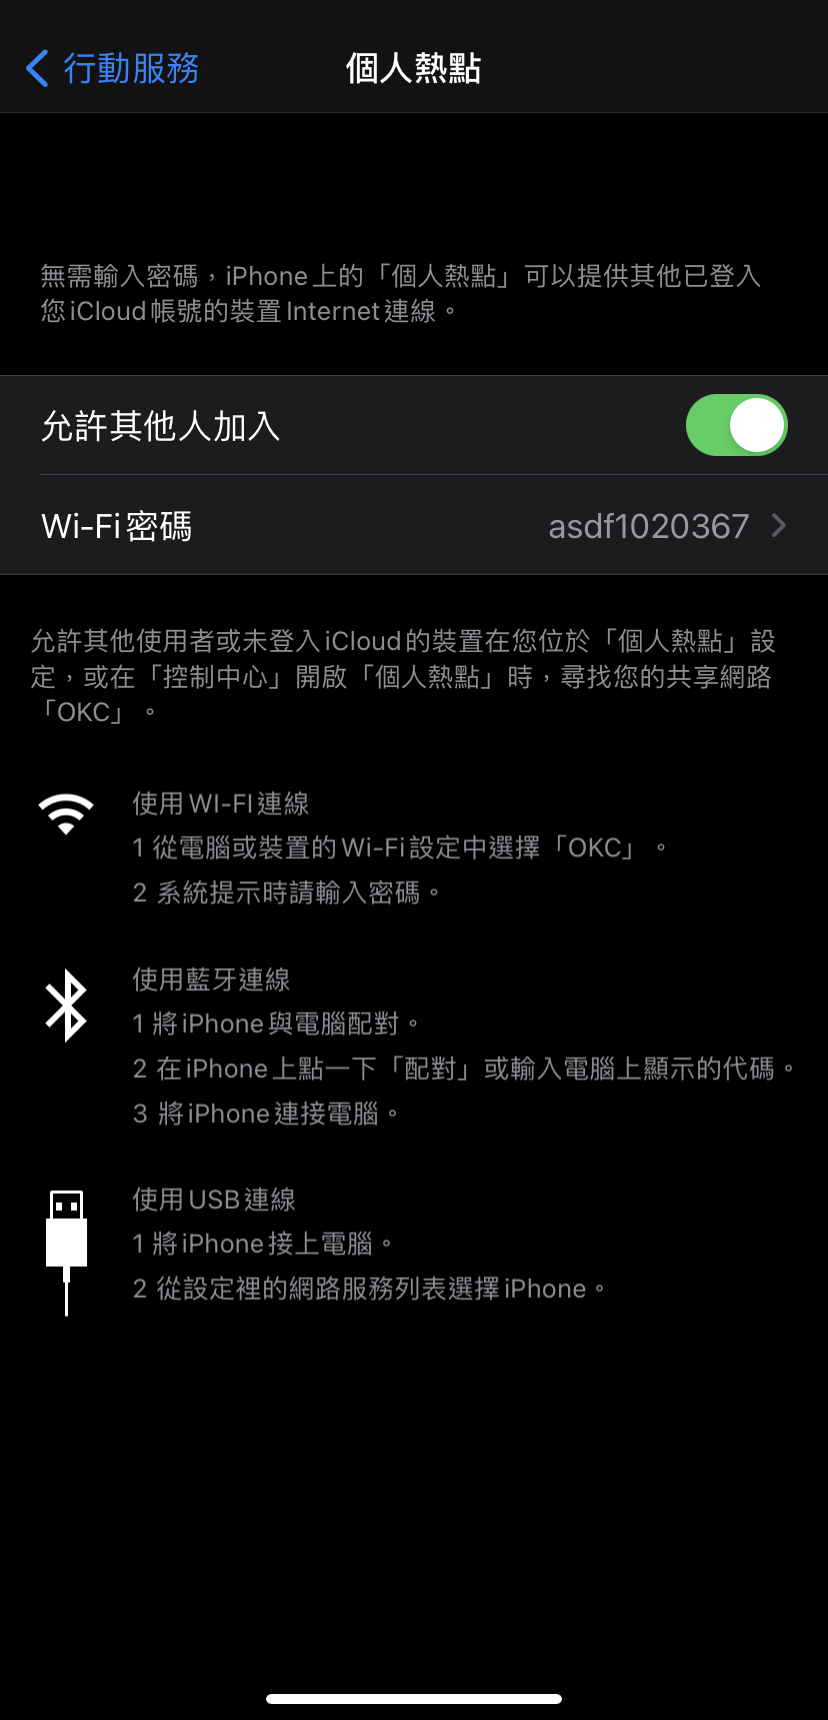 行動服務
個人熱點
無需輸入密碼，iPhone上的「個人熱點」可以提供其他已登入
您iCloud帳號的裝置Internet連線。
允許其他人加入
Wi-Fi密碼 asdf1020367
允許其他使用者或未登入iCloud的裝置在您位於「個人熱點」設
定，或在「控制中心」開啟「個人熱點」時，尋找您的共享網路
「OKC」。
使用WI-FI連線
1 從電腦或裝置的Wi-Fi設定中選擇「OKC」。
2 系統提示時請輸入密碼。
使用藍牙連線
1 將iPhone與電腦配對。
2 在iPhone上點一下「配對」或輸入電腦上顯示的代碼。
3 將iPhone連接電腦。
使用USB連線
1 將iPhone接上電腦。
2 從設定裡的網路服務列表選擇iPhone。